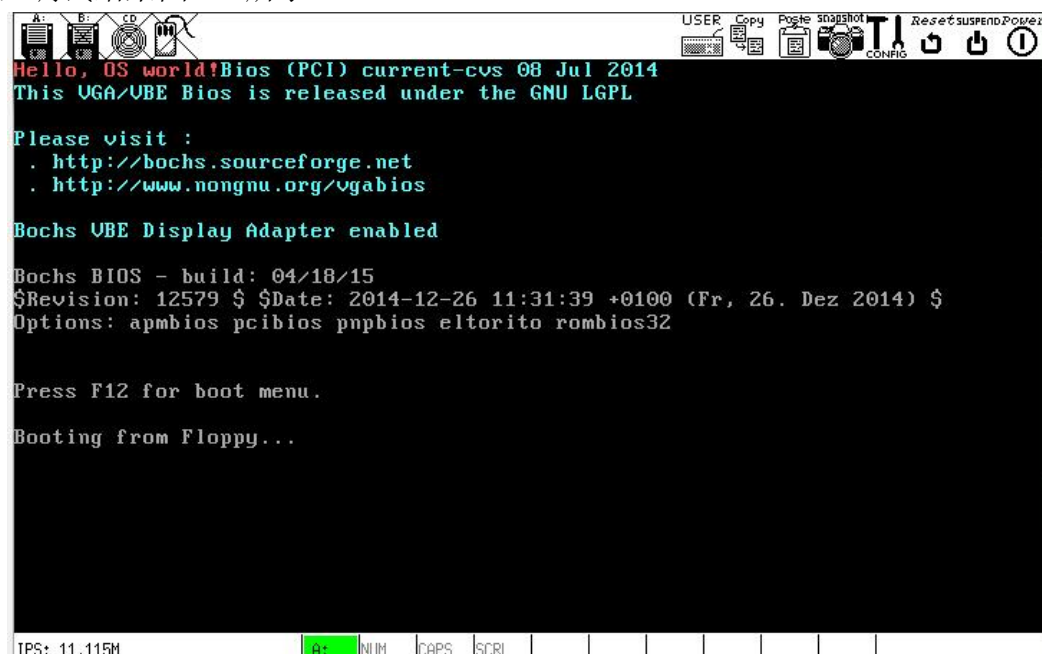 A: B: CD USER Copy Paste snapshot CONFIG Reset SUSPEND Power
Hello, OS world!Bios (PCI) current-cvs 08 Jul 2014
This VGA/VBE Bios is released under the GNU LGPL
Please visit :
. http://bochs.sourceforge.net
. http://www.nongnu.org/vgabios
Bochs VBE Display Adapter enabled
Bochs BIOS - build: 04/18/15
$Revision: 12579 $ $Date: 2014-12-26 11:31:39 +0100 (Fr, 26. Dez 2014) $
Options: apmbios pcibios pnpbios eltorito rombios32
Press F12 for boot menu.
Booting from Floppy...
IPS: 11.115M A: NUM CAPS SCRL